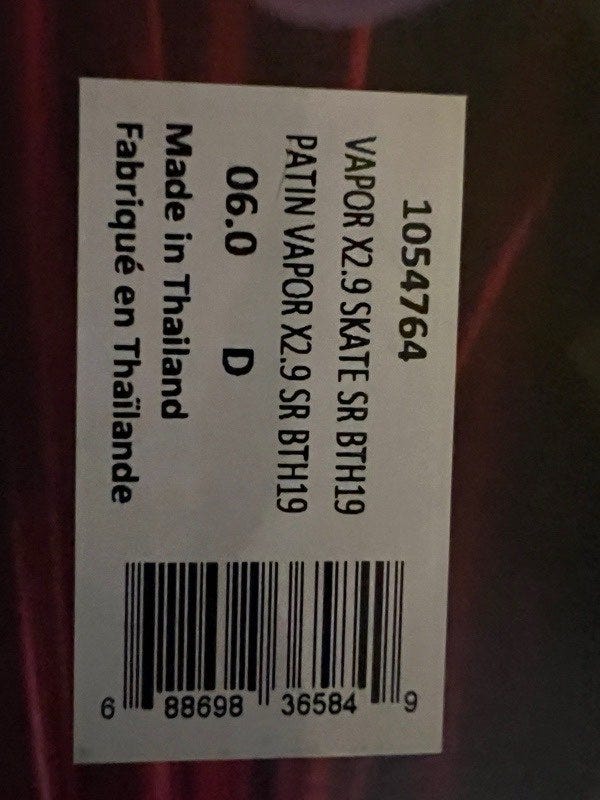 1054764
VAPOR X2.9 SKATE SR BTH19
PATIN VAPOR X2.9 SR BTH19
06.0 D
Made in Thailand
Fabriqué en Thaïlande
6 88698 36584 9